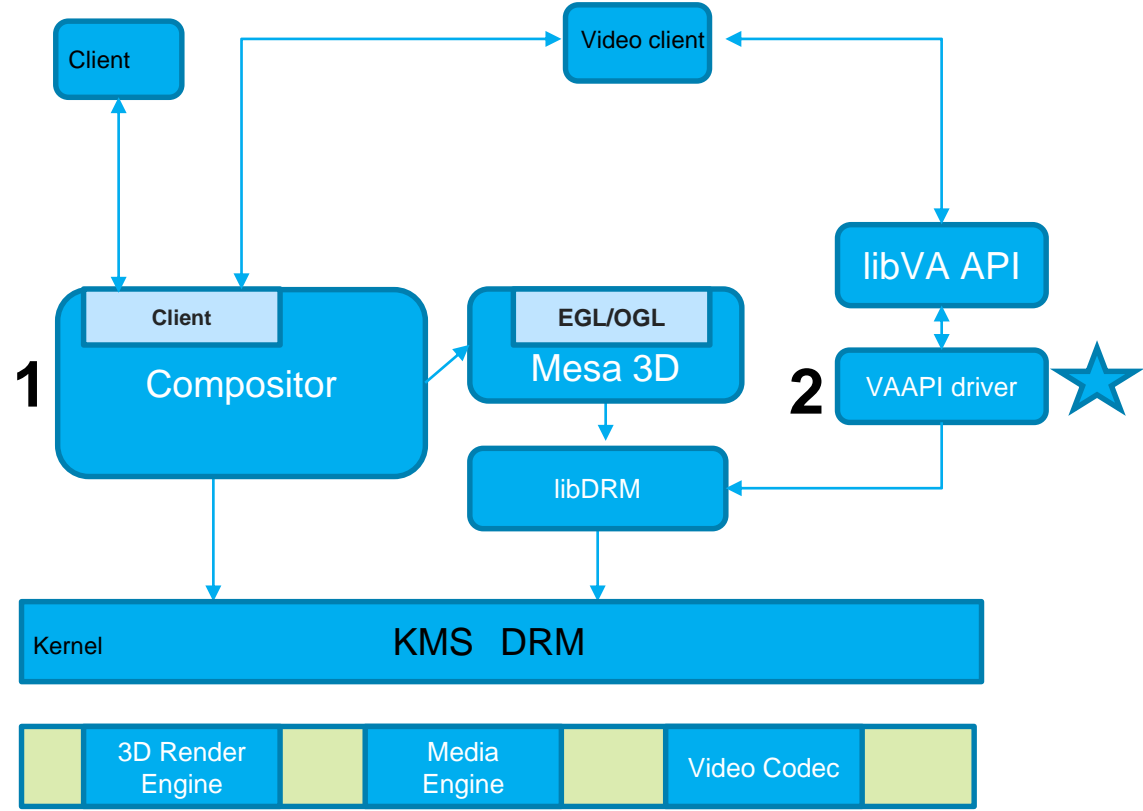 Client
Video client
libVA API
Client
EGL/OGL
1
Compositor
Mesa 3D
2
VAAPI driver
libDRM
Kernel
KMS DRM
3D Render
Engine
Media
Engine
Video Codec